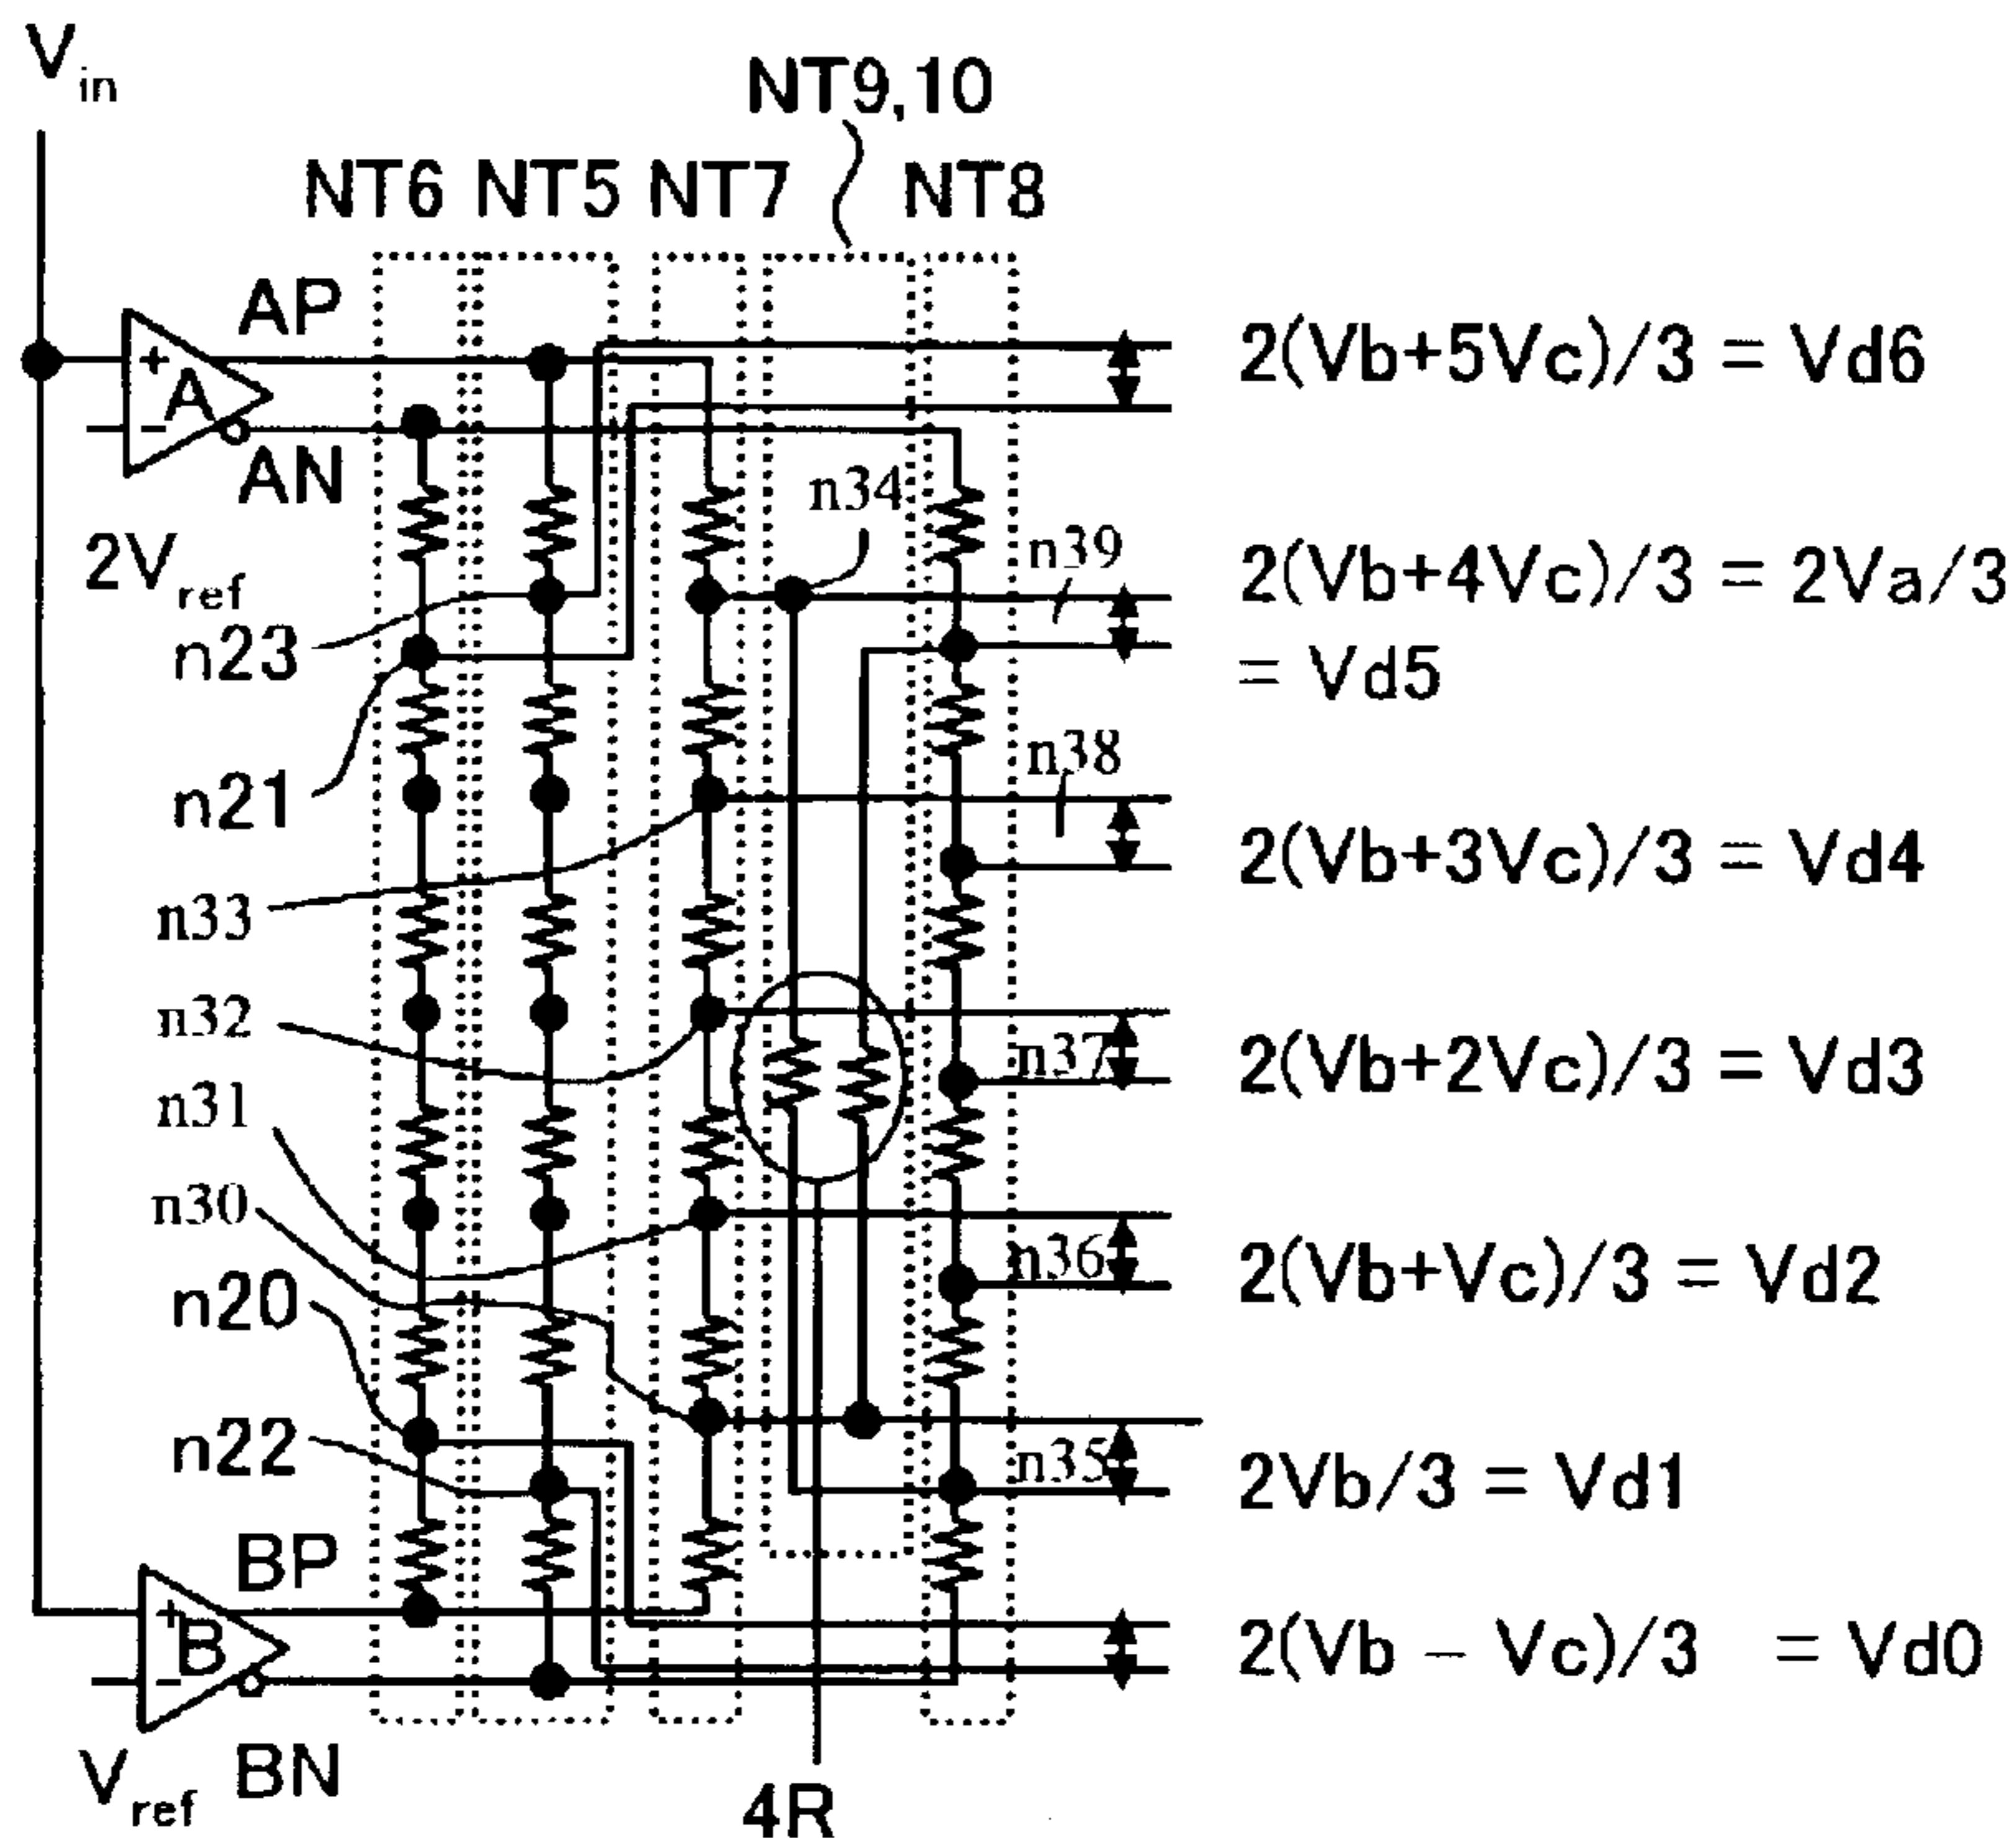 Vin
NT9,10
NT6 NT5 NT7 NT8
AP
2(Vb+5Vc)/3 = Vd6
+
A
-
AN
n34
2Vref
n39
2(Vb+4Vc)/3 = 2Va/3
= Vd5
n23
n21
n38
2(Vb+3Vc)/3 = Vd4
n33
n32
n37
2(Vb+2Vc)/3 = Vd3
n31
n30
n36
2(Vb+Vc)/3 = Vd2
n20
n22
n35
2Vb/3 = Vd1
BP
+
B
-
2(Vb - Vc)/3 = Vd0
Vref
BN
4R